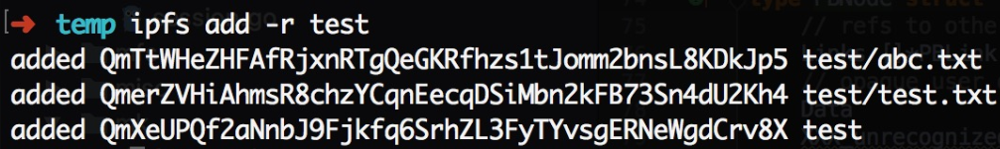 ➜ temp ipfs add -r test
added QmTtWHeZHFAfRjxnRTgQeGKRfhzs1tJomm2bnsL8KDkJp5 test/abc.txt
added QmerZVHiAhmsR8chzYCqnEecqDSiMbn2kFB73Sn4dU2Kh4 test/test.txt
added QmXeUPQf2aNnbJ9Fjkfq6SrhZL3FyTYvsgERNeWgdCrv8X test